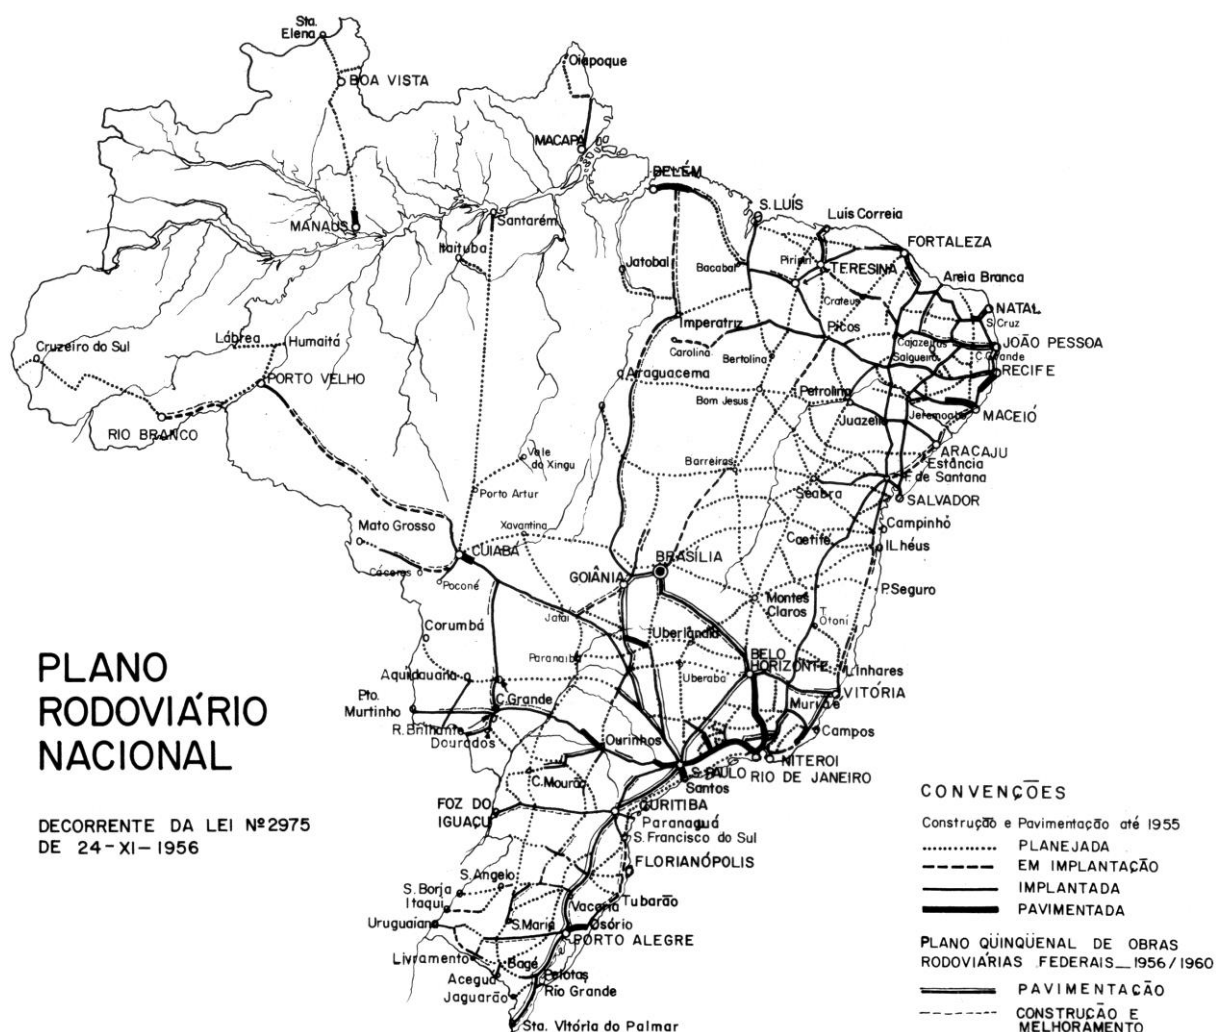 Sta.
Elena
Oiapoque
BOA VISTA
MACAPÁ
BELÉM
S. LUÍS
Luis Correia
MANAUS
Santarém
FORTALEZA
Itaituba
Jatobal
Bacabal
TERESINA
Areia Branca
Crateus
NATAL
S. Cruz
Imperatriz
Picos
Lábrea
Humaitá
Cajazeiras
JOÃO PESSOA
Cruzeiro do Sul
Carolina
Bertolina
Salgueiro
C. Grande
RECIFE
PORTO VELHO
Araguacema
Petrolina
Bom Jesus
Jeremoabo
MACEIÓ
RIO BRANCO
Juazeiro
ARACAJU
Vale
do Xingu
Barreiras
Estância
F. de Santana
Porto Artur
Seabra
SALVADOR
Mato Grosso
Xavantina
Campinho
Caetité
ILhéus
CUIABÁ
BRASÍLIA
Cáceres
Poconé
GOIÂNIA
P. Seguro
Montes
Claros
Jataí
T.
Otoni
Corumbá
Uberlândia
Paranaiba
BELO
HORIZONTE
Linhares
Aquidauana
Uberaba
VITÓRIA
PLANO
RODOVIÁRIO
NACIONAL
Pto.
Murtinho
C. Grande
Muriaé
R. Brilhante
Dourados
Ourinhos
Campos
NITEROI
S. PAULO
RIO DE JANEIRO
C. Mourão
Santos
DECORRENTE DA LEI Nº 2975
DE 24-XI-1956
FOZ DO
IGUAÇU
CURITIBA
Paranaguá
S. Francisco do Sul
FLORIANÓPOLIS
S. Angelo
S. Borja
Itaqui
Tubarão
Vacaria
Uruguaiana
S. Maria
Osório
PORTO ALEGRE
Livramento
Bagé
Aceguá
Pelotas
Jaguarão
Rio Grande
Sta. Vitória do Palmar
CONVENÇÕES
Construção e Pavimentação até 1955
PLANEJADA
EM IMPLANTAÇÃO
IMPLANTADA
PAVIMENTADA
PLANO QÜINQÜENAL DE OBRAS
RODOVIÁRIAS FEDERAIS_1956/1960
PAVIMENTAÇÃO
CONSTRUÇÃO E
MELHORAMENTO